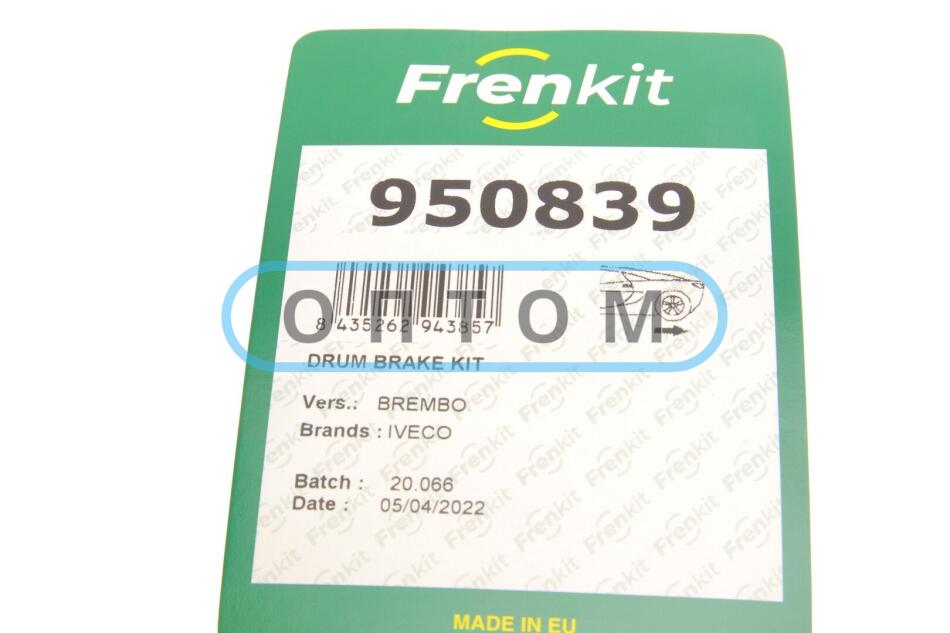 Frenkit
950839
8 435262 943857
ОПТОМ
DRUM BRAKE KIT
Vers.: BREMBO
Brands : IVECO
Batch : 20.066
Date : 05/04/2022
MADE IN EU